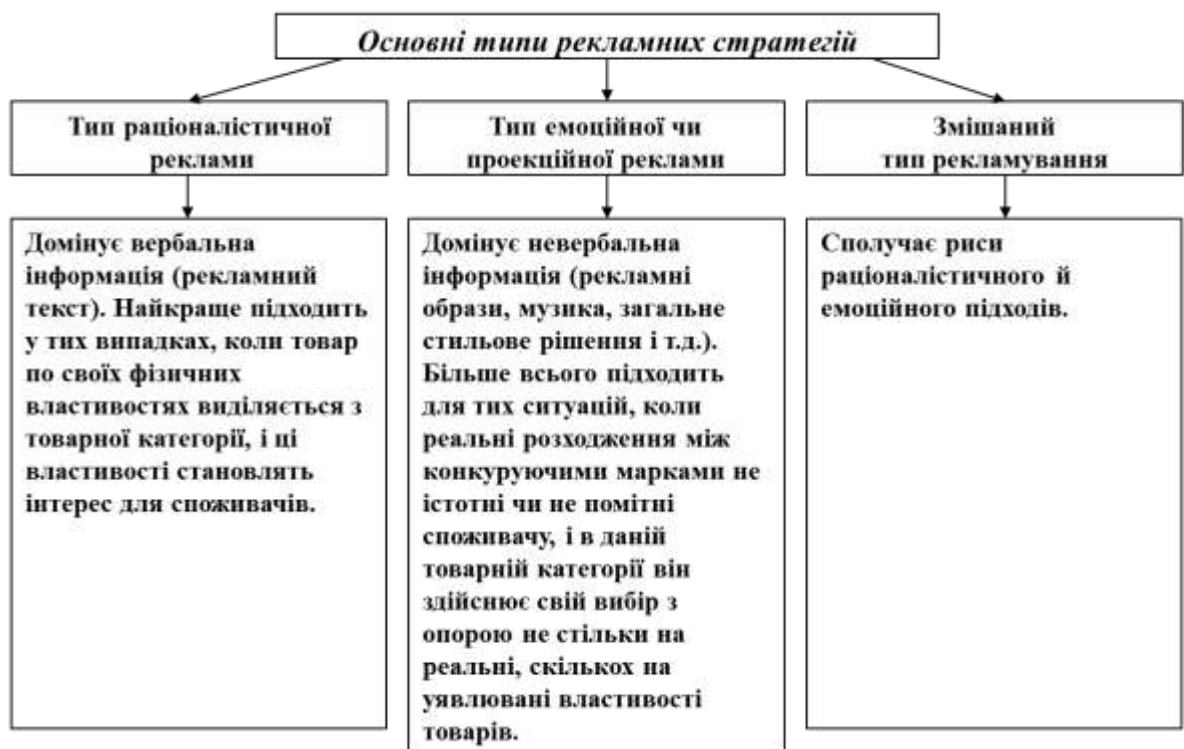 Основні типи рекламних стратегій
Тип раціоналістичної
реклами
Тип емоційної чи
проекційної реклами
Змішаний
тип рекламування
Домінує вербальна
інформація (рекламний
текст). Найкраще підходить
у тих випадках, коли товар
по своїх фізичних
властивостях виділяється з
товарної категорії, і ці
властивості становлять
інтерес для споживачів.
Домінує невербальна
інформація (рекламні
образи, музика, загальне
стильове рішення і т.д.).
Більше всього підходить
для тих ситуацій, коли
реальні розходження між
конкуруючими марками не
істотні чи не помітні
споживачу, і в даній
товарній категорії він
здійснює свій вибір з
опорою не стільки на
реальні, скількох на
уявлювані властивості
товарів.
Сполучає риси
раціоналістичного й
емоційного підходів.